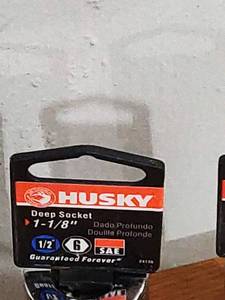 HUSKY
Deep Socket
1-1/8"
Dado Profundo
Douille Profonde
1/2"
6
SAE
Guaranteed Forever